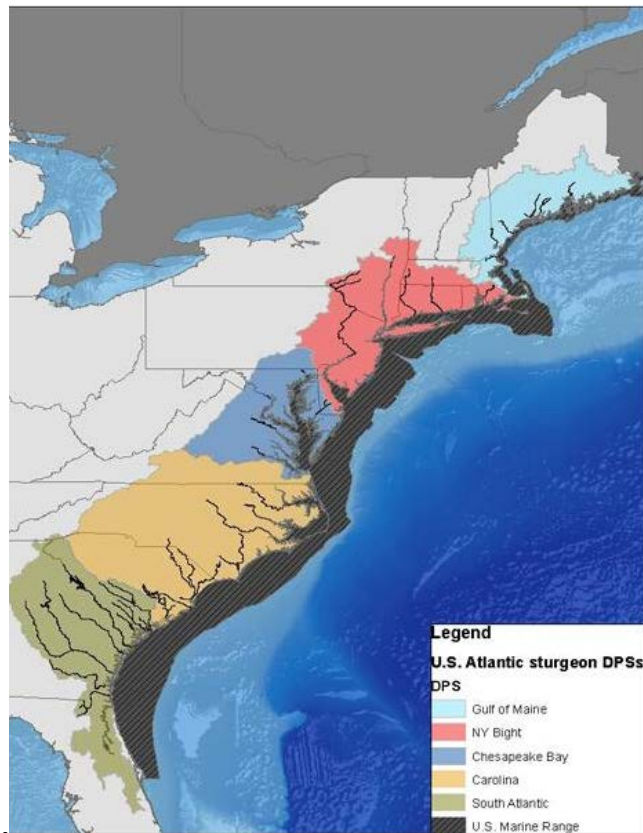 Legend
U.S. Atlantic sturgeon DPSs
DPS
Gulf of Maine
NY Bight
Chesapeake Bay
Carolina
South Atlantic
U.S. Marine Range